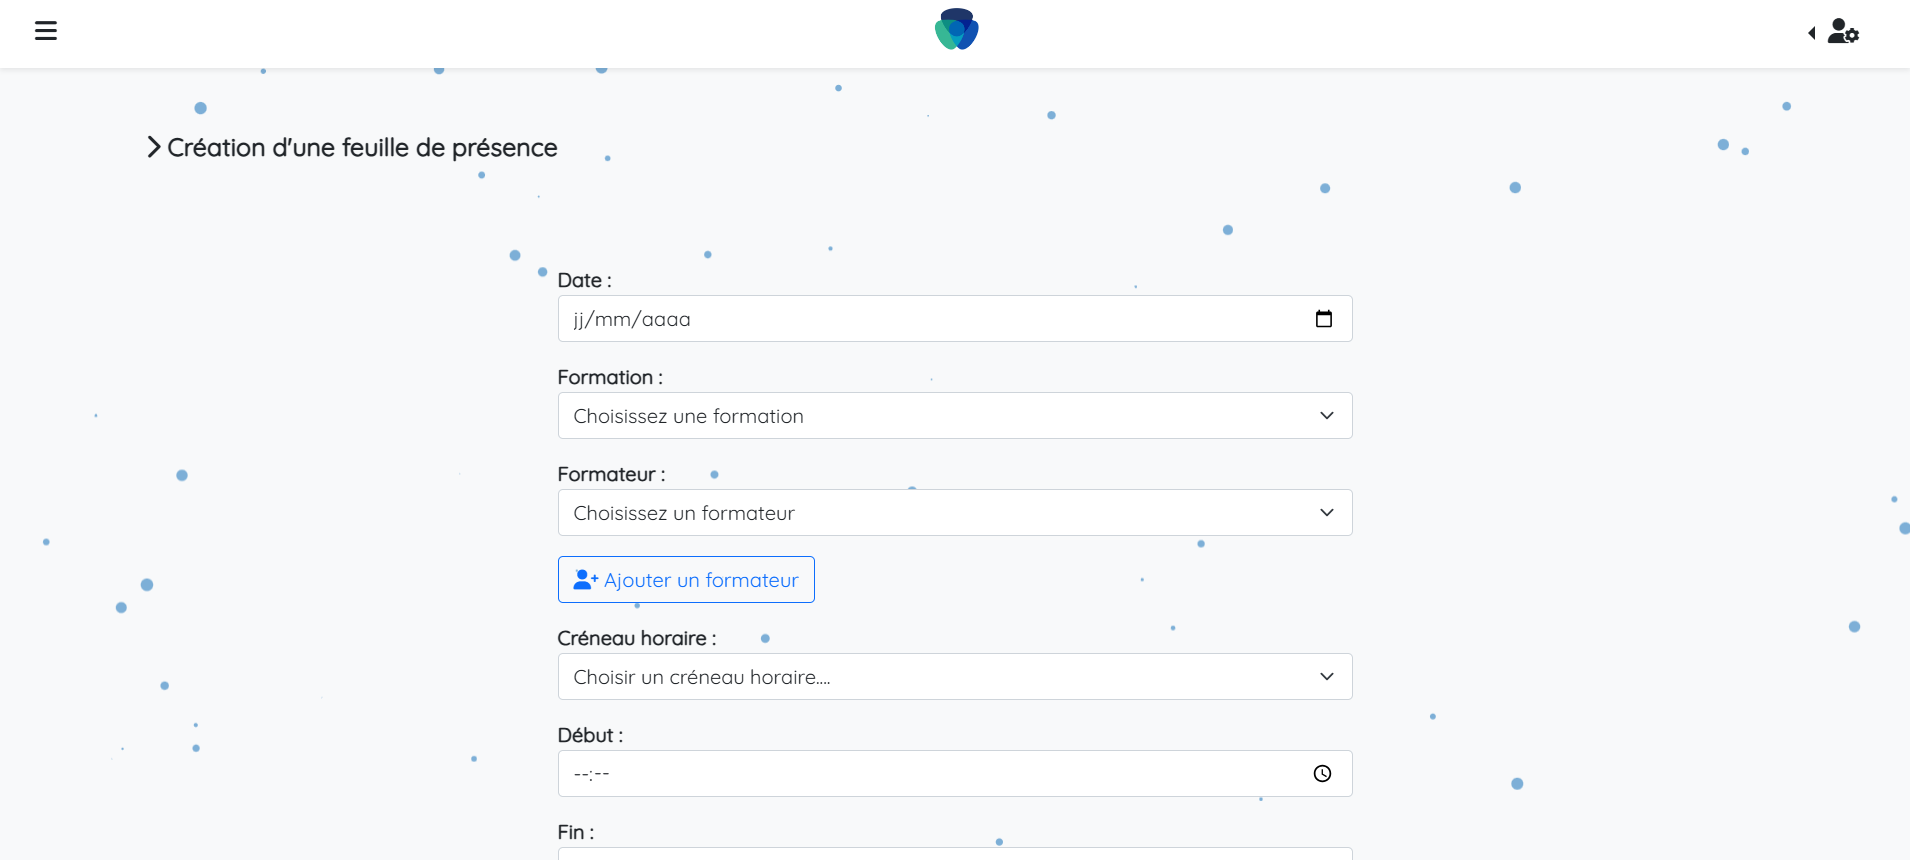 Création d'une feuille de présence
Date :
jj/mm/aaaa
Formation :
Choisissez une formation
Formateur :
Choisissez un formateur
Ajouter un formateur
Créneau horaire :
Choisir un créneau horaire....
Début :
--:--
Fin :